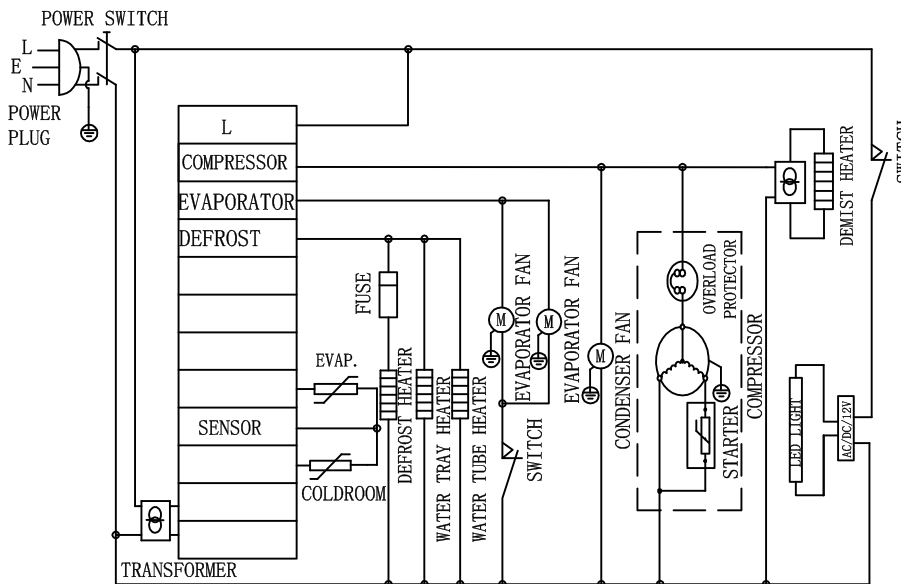 POWER SWITCH
L
E
N
POWER
PLUG
L
COMPRESSOR
EVAPORATOR
DEFROST
SENSOR
EVAP.
COLDROOM
TRANSFORMER
FUSE
DEFROST HEATER
WATER TRAY HEATER
WATER TUBE HEATER
M
EVAPORATOR FAN
M
EVAPORATOR FAN
SWITCH
M
CONDENSER FAN
OVERLOAD
PROTECTOR
STARTER
COMPRESSOR
DEMIST HEATER
SWITCH
LED LIGHT
AC/DC/12V